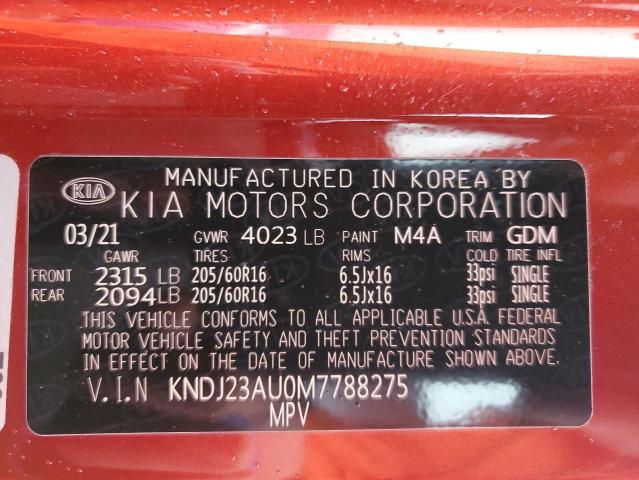 KIA MANUFACTURED IN KOREA BY
KIA MOTORS CORPORATION
03/21 GVWR 4023 LB PAINT M4A TRIM GDM
GAWR TIRES RIMS COLD TIRE INFL
FRONT 2315 LB 205/60R16 6.5Jx16 33psi SINGLE
REAR 2094 LB 205/60R16 6.5Jx16 33psi SINGLE
THIS VEHICLE CONFORMS TO ALL APPLICABLE U.S. FEDERAL
MOTOR VEHICLE SAFETY AND THEFT PREVENTION STANDARDS
IN EFFECT ON THE DATE OF MANUFACTURE SHOWN ABOVE.
V.I.N KNDJ23AU0M7788275
MPV